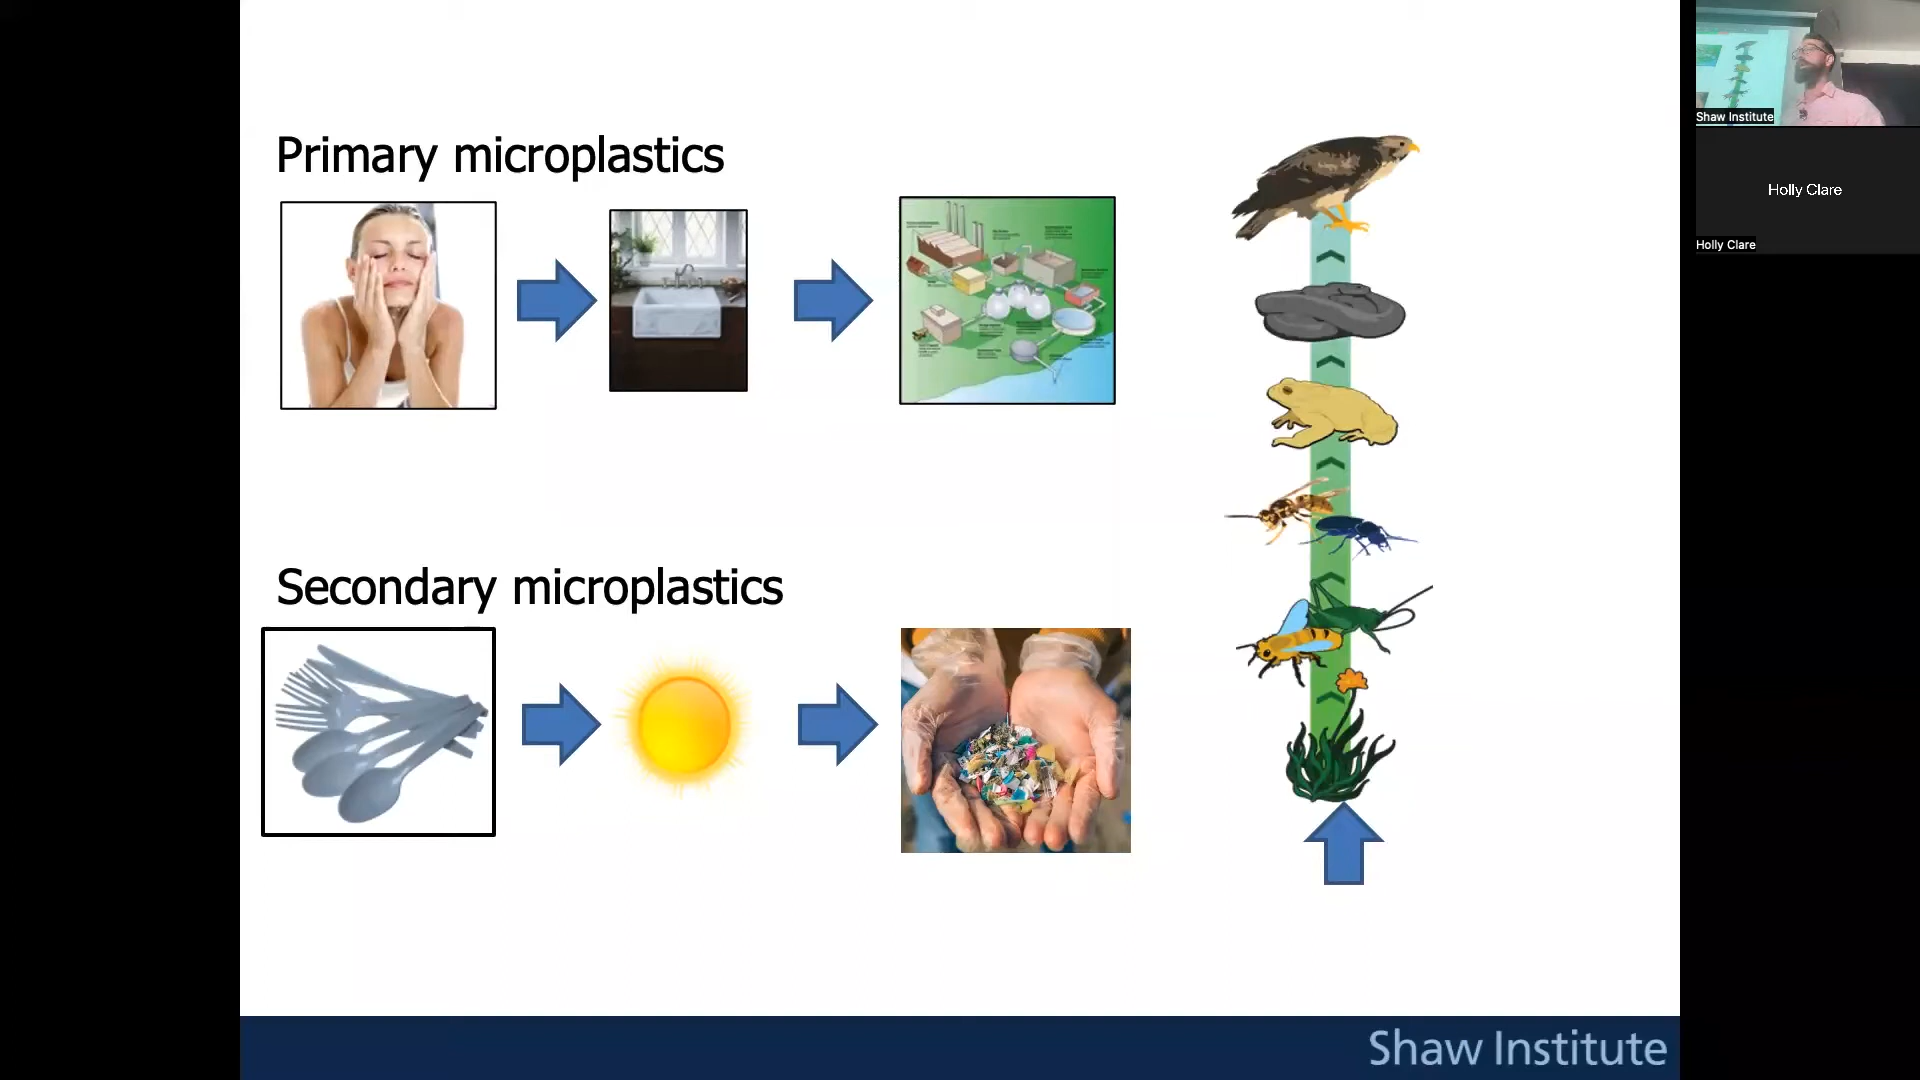 Primary microplastics
Secondary microplastics
Shaw Institute
Shaw Institute
Holly Clare
Holly Clare